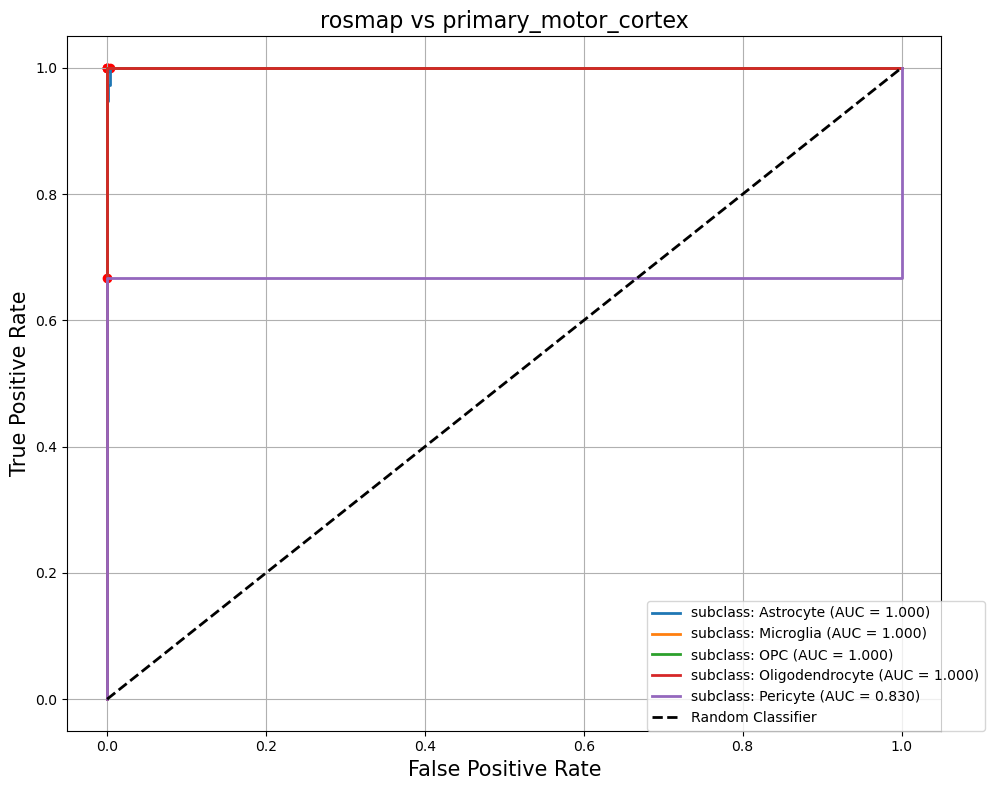 rosmap vs primary_motor_cortex
True Positive Rate
1.0
0.8
0.6
0.4
0.2
0.0
subclass: Astrocyte (AUC = 1.000)
subclass: Microglia (AUC = 1.000)
subclass: OPC (AUC = 1.000)
subclass: Oligodendrocyte (AUC = 1.000)
subclass: Pericyte (AUC = 0.830)
Random Classifier
0.0 0.2 0.4 0.6 0.8 1.0
False Positive Rate